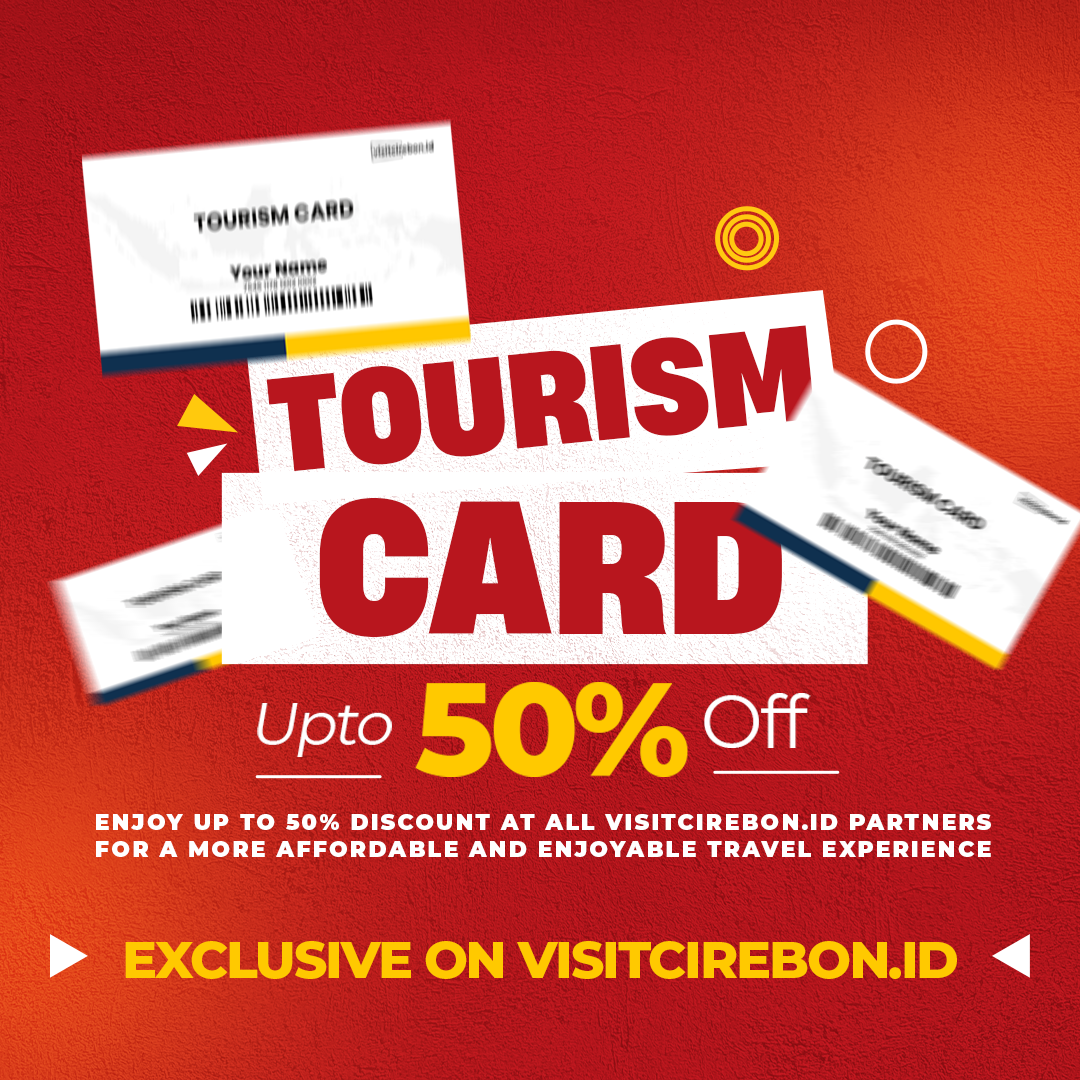 visitcirebon.id
TOURISM CARD
Your Name
TOURISM
CARD
TOURISM CARD
Your Name
Upto 50% Off
ENJOY UP TO 50% DISCOUNT AT ALL VISITCIREBON.ID PARTNERS
FOR A MORE AFFORDABLE AND ENJOYABLE TRAVEL EXPERIENCE
EXCLUSIVE ON VISITCIREBON.ID